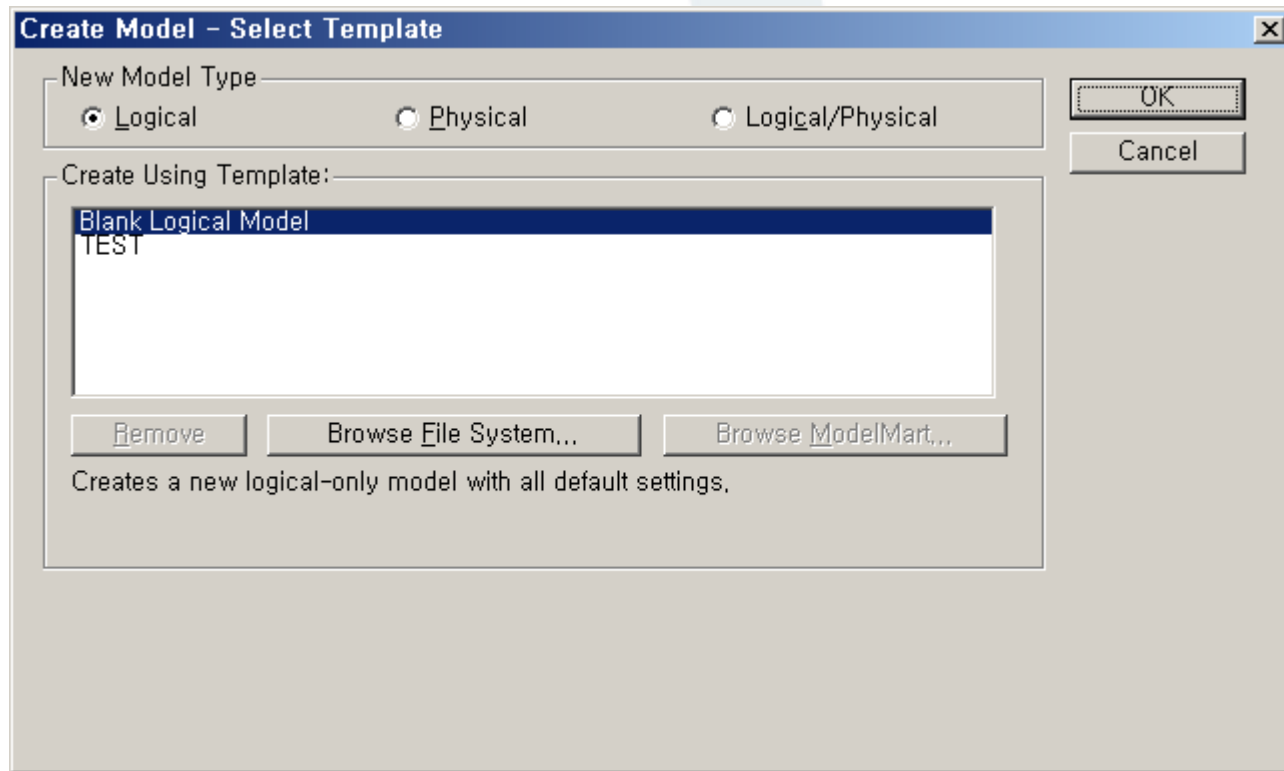 Create Model - Select Template
New Model Type
Logical Physical Logical/Physical
OK
Cancel
Create Using Template:
Blank Logical Model
TEST
Remove Browse File System... Browse ModelMart...
Creates a new logical-only model with all default settings.